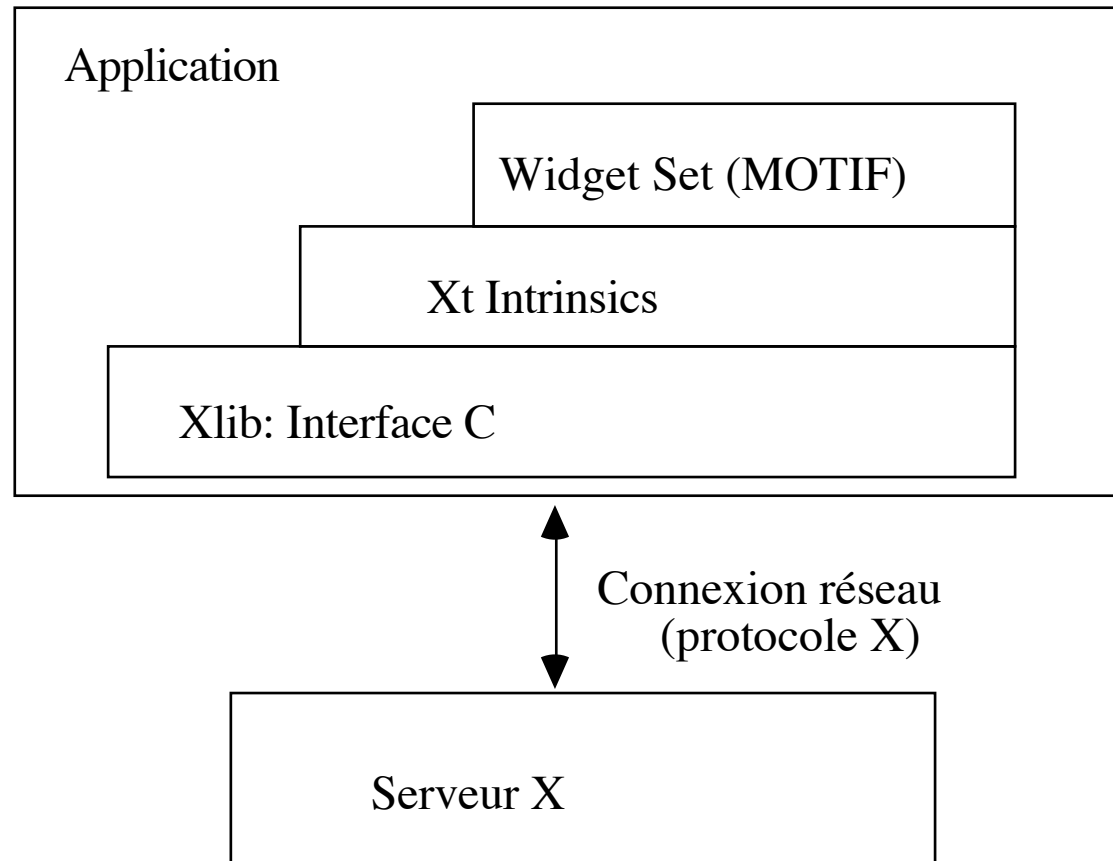 Application
Widget Set (MOTIF)
Xt Intrinsics
Xlib: Interface C
Connexion réseau
(protocole X)
Serveur X